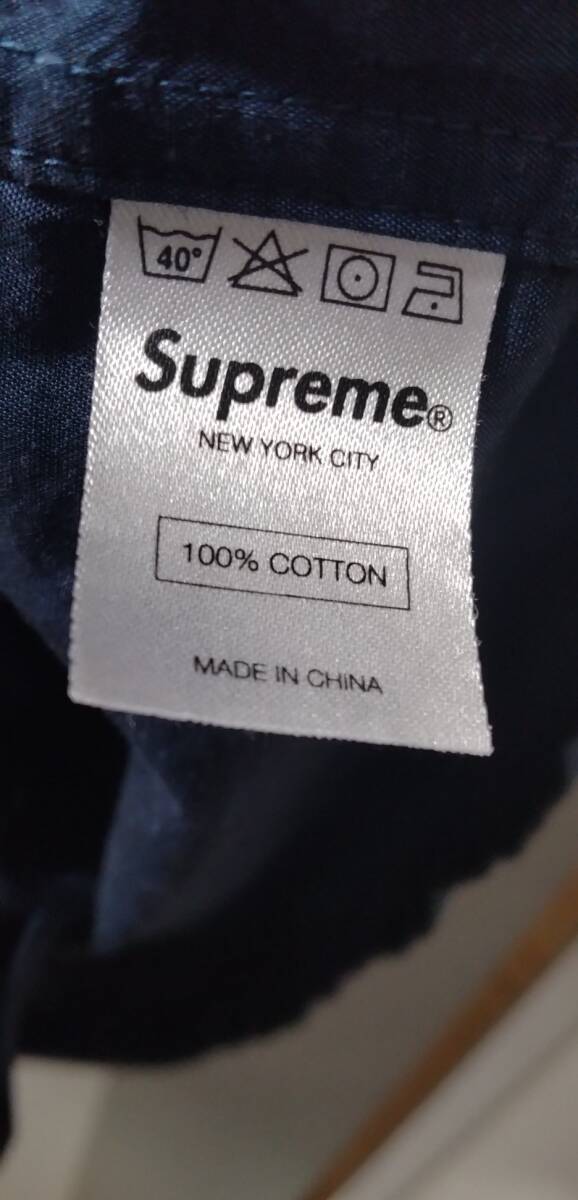 40°
Supreme®
NEW YORK CITY
100% COTTON
MADE IN CHINA